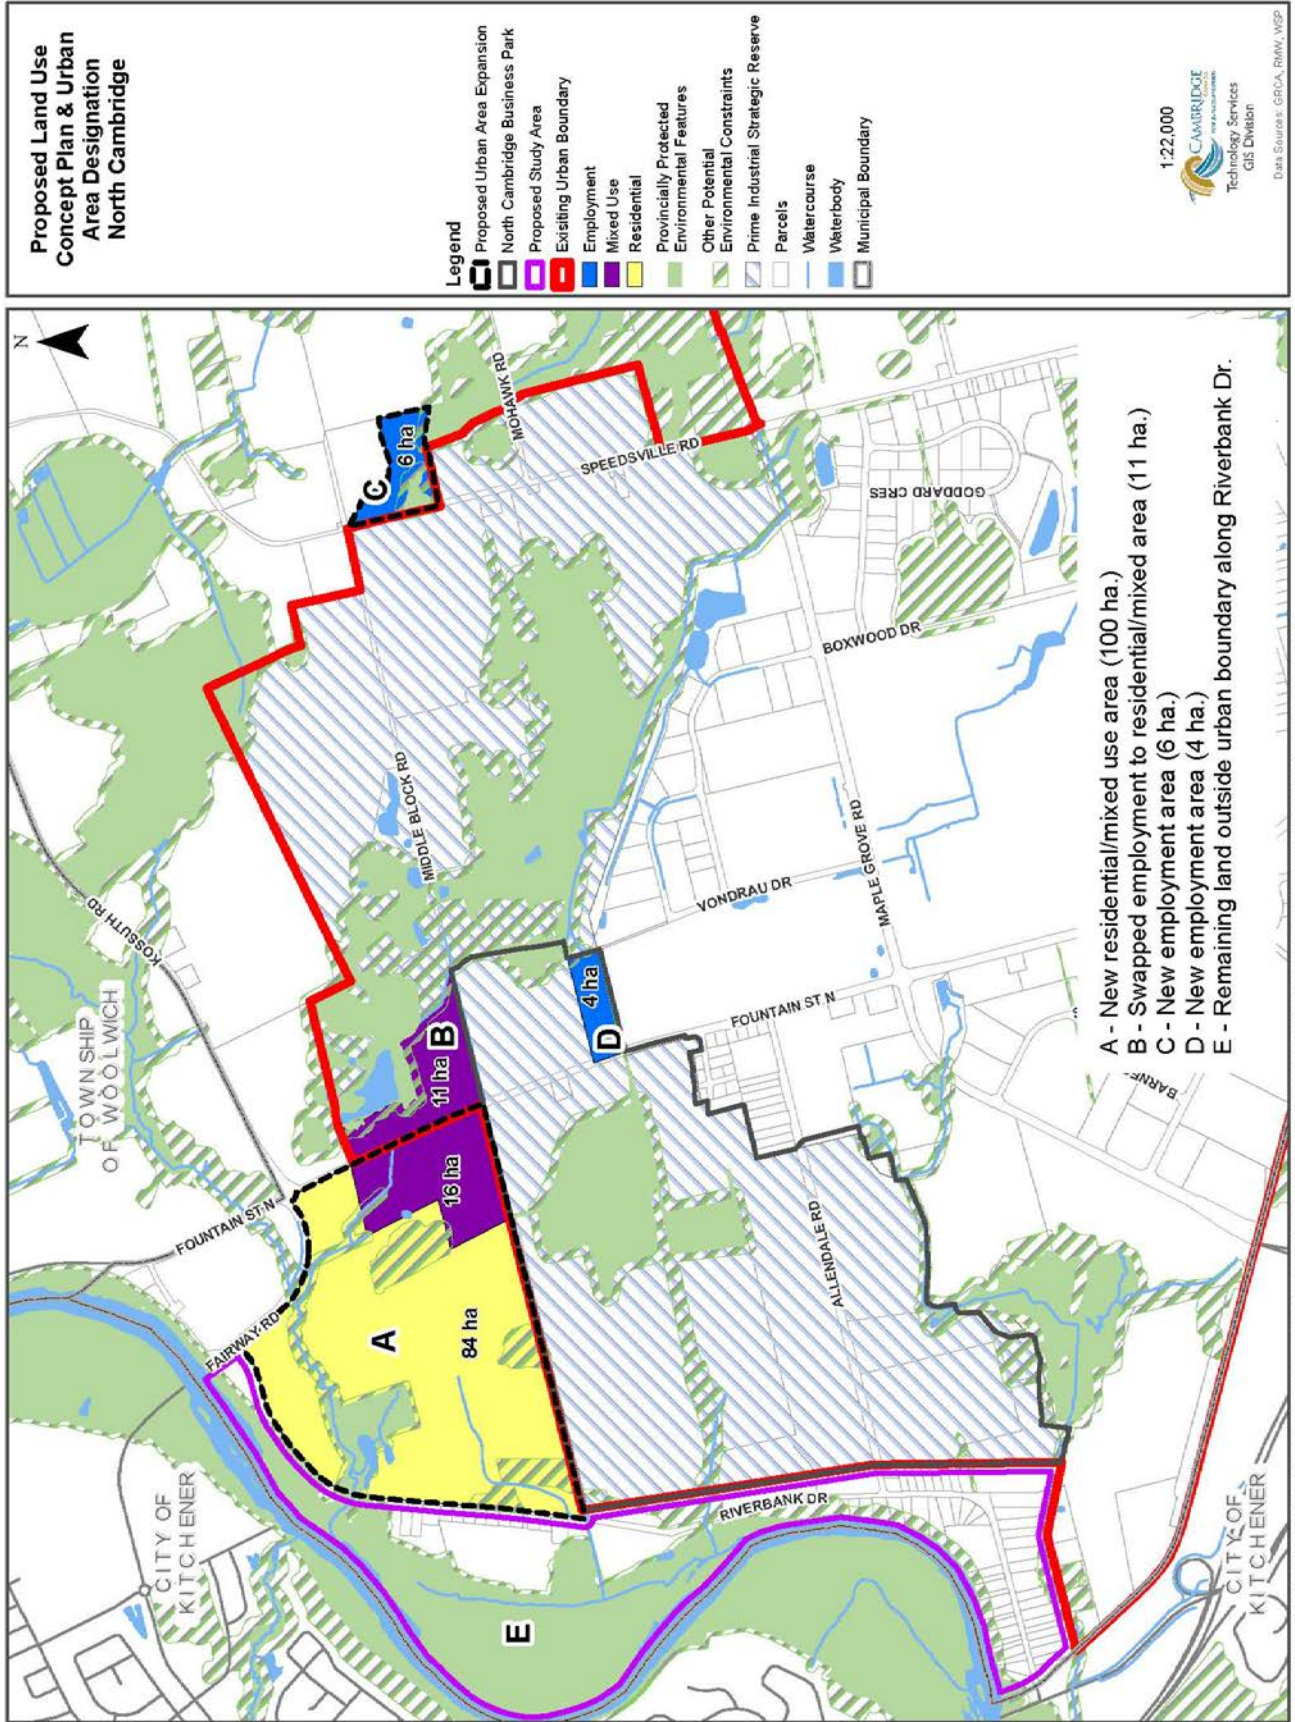 Proposed Land Use
Concept Plan & Urban
Area Designation
North Cambridge
Legend
Proposed Urban Area Expansion
North Cambridge Business Park
Proposed Study Area
Exisiting Urban Boundary
Employment
Mixed Use
Residential
Provincially Protected
Environmental Features
Other Potential
Environmental Constraints
Prime Industrial Strategic Reserve
Parcels
Watercourse
Waterbody
Municipal Boundary
1:22,000
CAMBRIDGE
Technology Services
GIS Division
Data Sources: GRCA, RMW, WSP
N
TOWNSHIP
OF WOOLWICH
KOSSUTH RD
FOUNTAIN ST N
FAIRWAY RD
CITY OF
KITCHENER
C
6 ha
MOHAWK RD
SPEEDSVILLE RD
MIDDLE BLOCK RD
B
11 ha
16 ha
A
84 ha
D
4 ha
E
GODDARD CRES
BOXWOOD DR
VONDRAU DR
MAPLE GROVE RD
FOUNTAIN ST N
ALLENDALE RD
RIVERBANK DR
CITY OF
KITCHENER
A - New residential/mixed use area (100 ha.)
B - Swapped employment to residential/mixed area (11 ha.)
C - New employment area (6 ha.)
D - New employment area (4 ha.)
E - Remaining land outside urban boundary along Riverbank Dr.